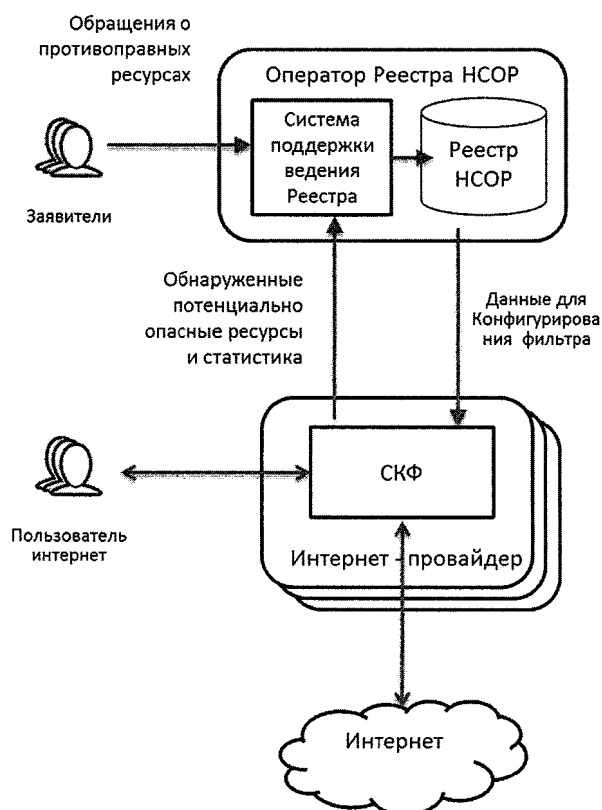 Обращения о
противоправных
ресурсах
Оператор Реестра НСОР
Система
поддержки
ведения
Реестра
Реестр
НСОР
Заявители
Обнаруженные
потенциально
опасные ресурсы
и статистика
Данные для
Конфигурирова
ния фильтра
СКФ
Пользователь
интернет
Интернет - провайдер
Интернет